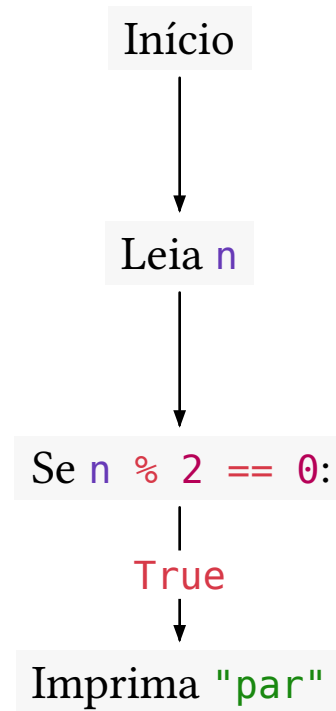 Início
Leia n
Se n % 2 == 0:
True
Imprima "par"